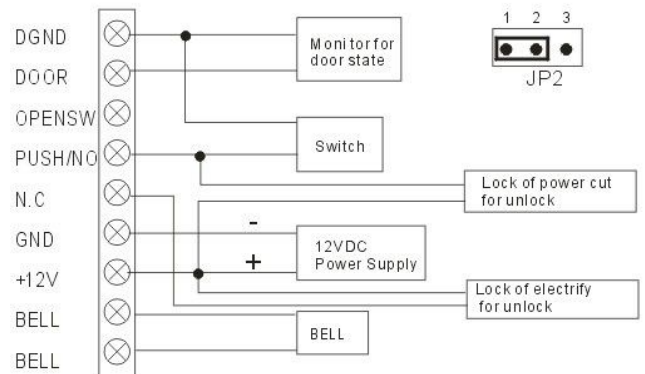 DGND
DOOR
OPENSW
PUSH/NO
N.C
GND
+12V
BELL
BELL
Monitor for
door state
Switch
Lock of power cut
for unlock
-
+
12VDC
Power Supply
Lock of electrify
for unlock
BELL
1 2 3
JP2